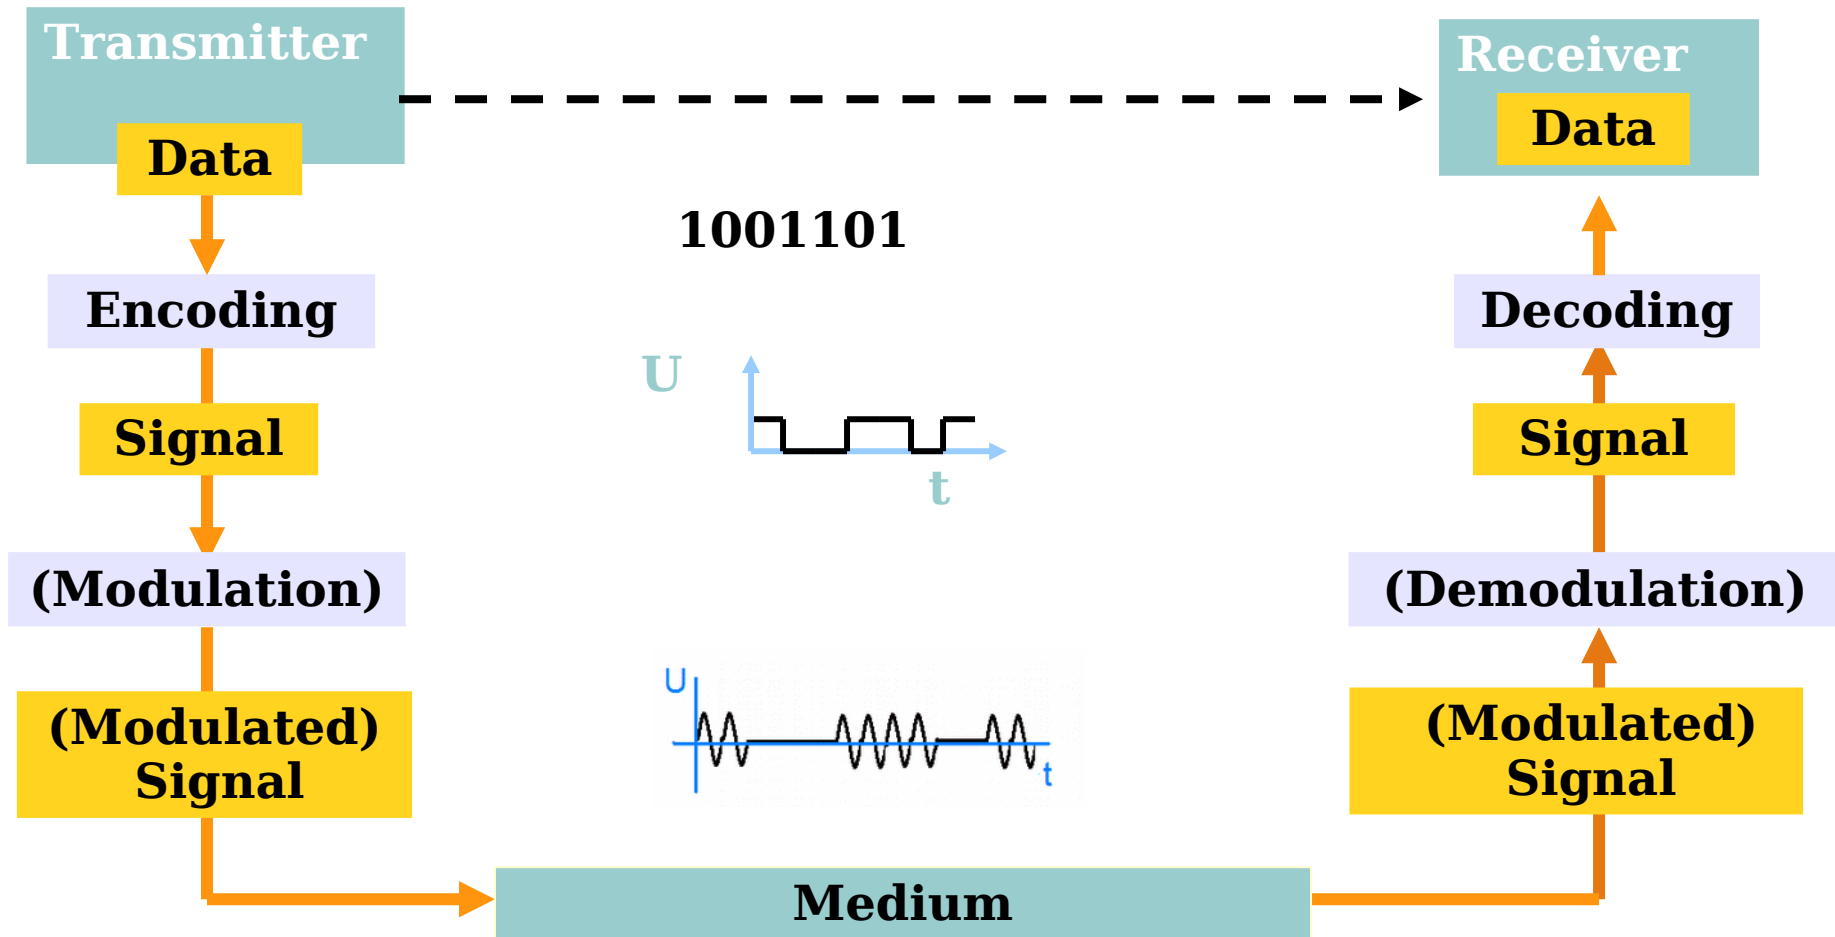 Transmitter
Receiver
Data
Data
1001101
Encoding
Decoding
U
Signal
Signal
t
(Modulation)
(Demodulation)
U
(Modulated)
Signal
(Modulated)
Signal
t
Medium